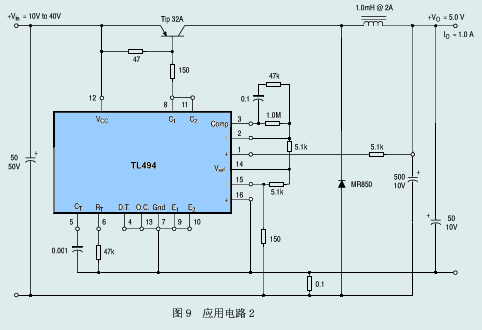 +Vin = 10V to 40V
Tip 32A
1.0mH @ 2A
+VO = 5.0 V
IO = 1.0 A
47
150
47k
0.1
1.0M
12
8
11
VCC
C1
C2
Comp
3
2
5.1k
+
1
5.1k
TL494
Vref
14
50
50V
+
-
15
5.1k
MR850
500
10V
+
+
16
CT
RT
D.T.
O.C.
Gnd
E1
E2
5
6
4
13
7
9
10
50
10V
+
0.001
47k
150
0.1
图 9 应用电路 2